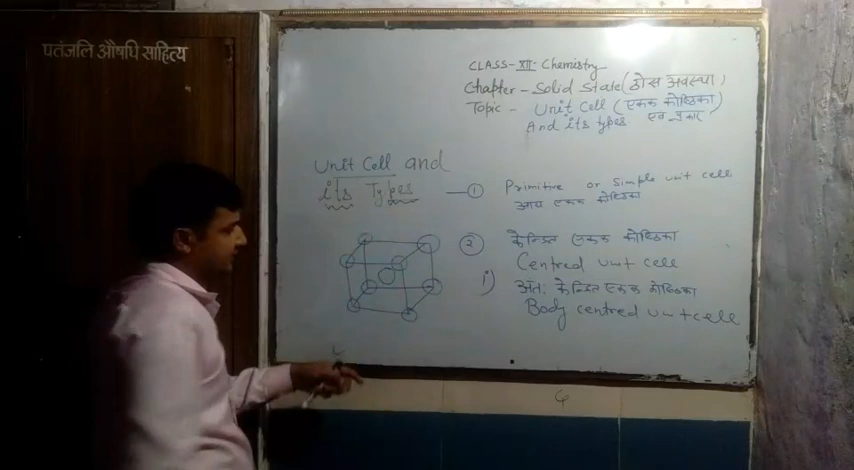 पतंजलि औषधि साहित्य
CLASS-XII-Chemistry
Chapter - Solid State (ठोस अवस्था)
Topic - Unit Cell (एकक कोष्ठिका)
And its types एवं प्रकार
Unit Cell and
its Types
① Primitive or Simple unit cell
आद्य एकक कोष्ठिका
② केन्द्रित एकक कोष्ठिका
Centred unit cell
i) अंतः केन्द्रित एकक कोष्ठिका
Body centred unit cell